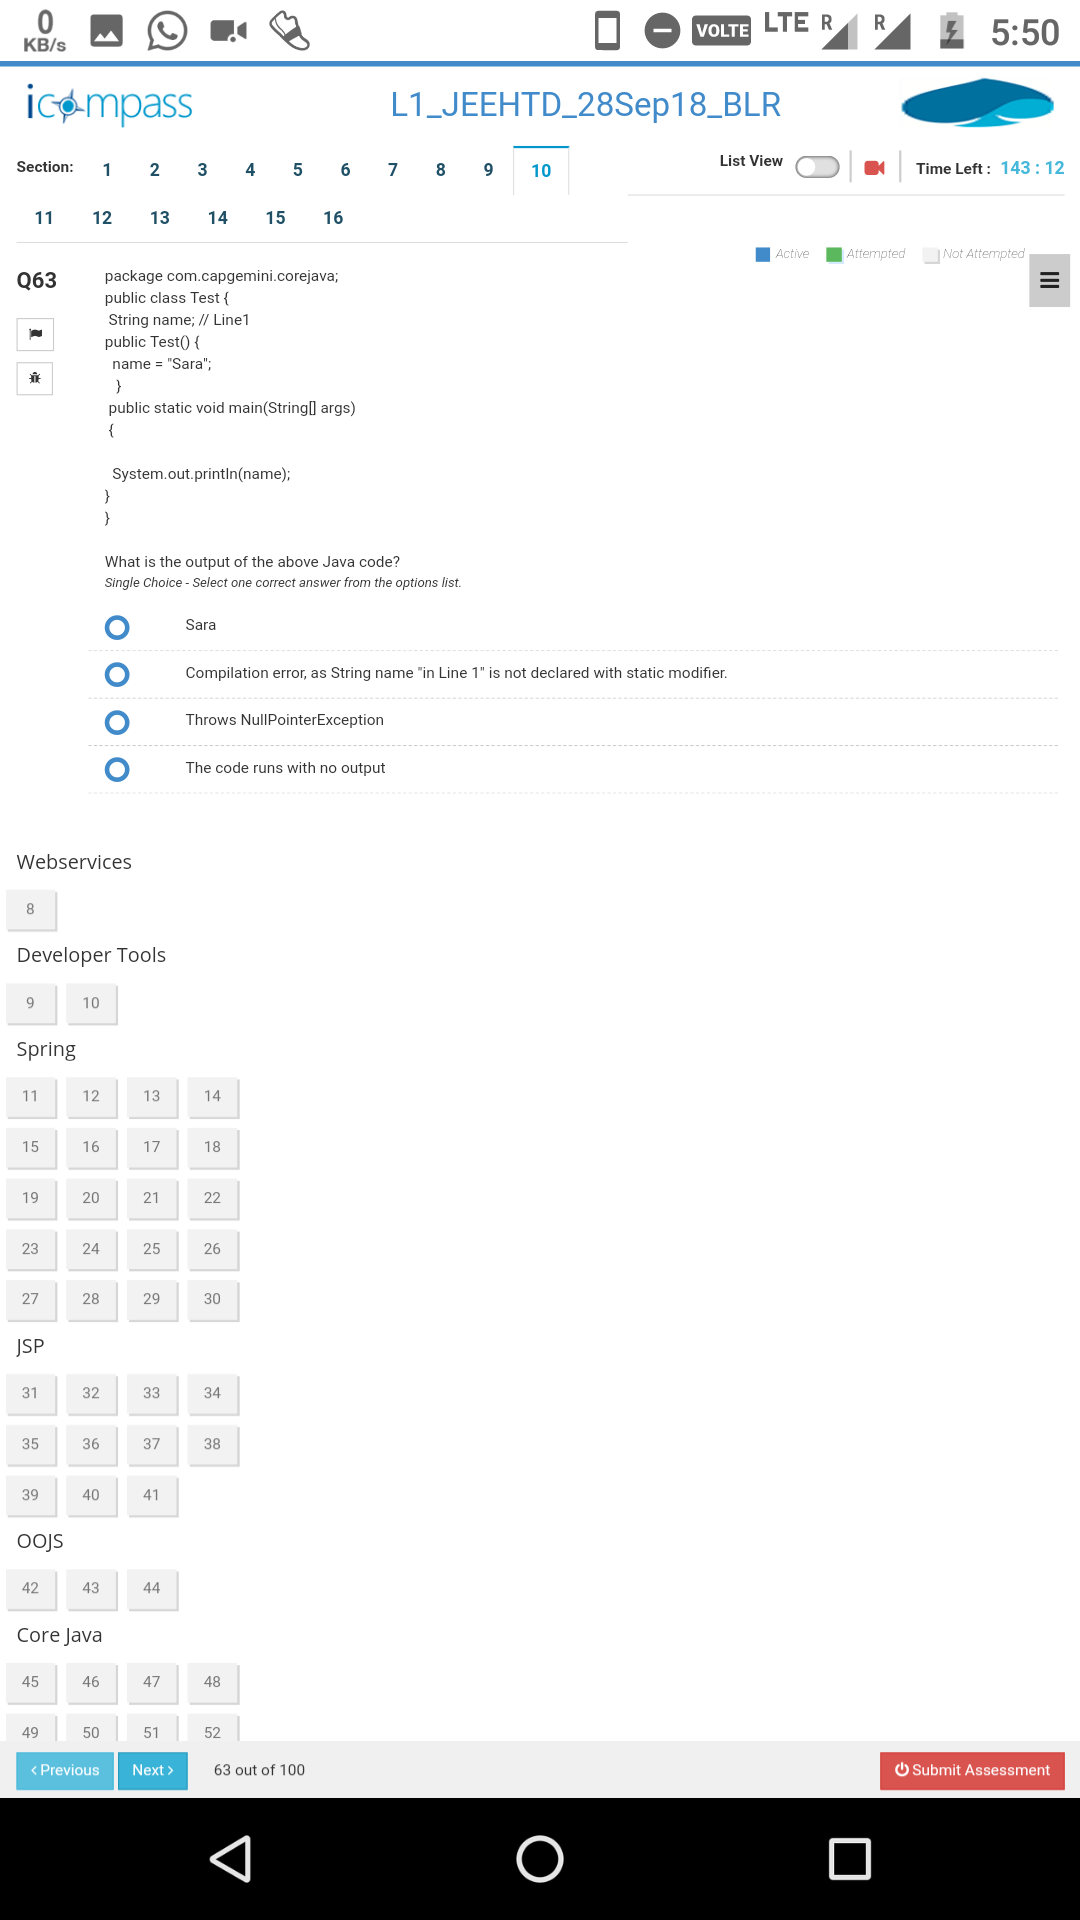 0
KB/s
VOLTE
LTE
R
R
5:50
icompass
L1_JEEHTD_28Sep18_BLR
Section:
1
2
3
4
5
6
7
8
9
10
List View
Time Left :
143 : 12
11
12
13
14
15
16
Active
Attempted
Not Attempted
Q63
package com.capgemini.corejava;
public class Test {
String name; // Line1
public Test() {
name = "Sara";
}
public static void main(String[] args)
{
System.out.println(name);
}
}
What is the output of the above Java code?
Single Choice - Select one correct answer from the options list.
Sara
Compilation error, as String name "in Line 1" is not declared with static modifier.
Throws NullPointerException
The code runs with no output
Webservices
8
Developer Tools
9
10
Spring
11
12
13
14
15
16
17
18
19
20
21
22
23
24
25
26
27
28
29
30
JSP
31
32
33
34
35
36
37
38
39
40
41
OOJS
42
43
44
Core Java
45
46
47
48
49
50
51
52
Previous
Next
63 out of 100
Submit Assessment